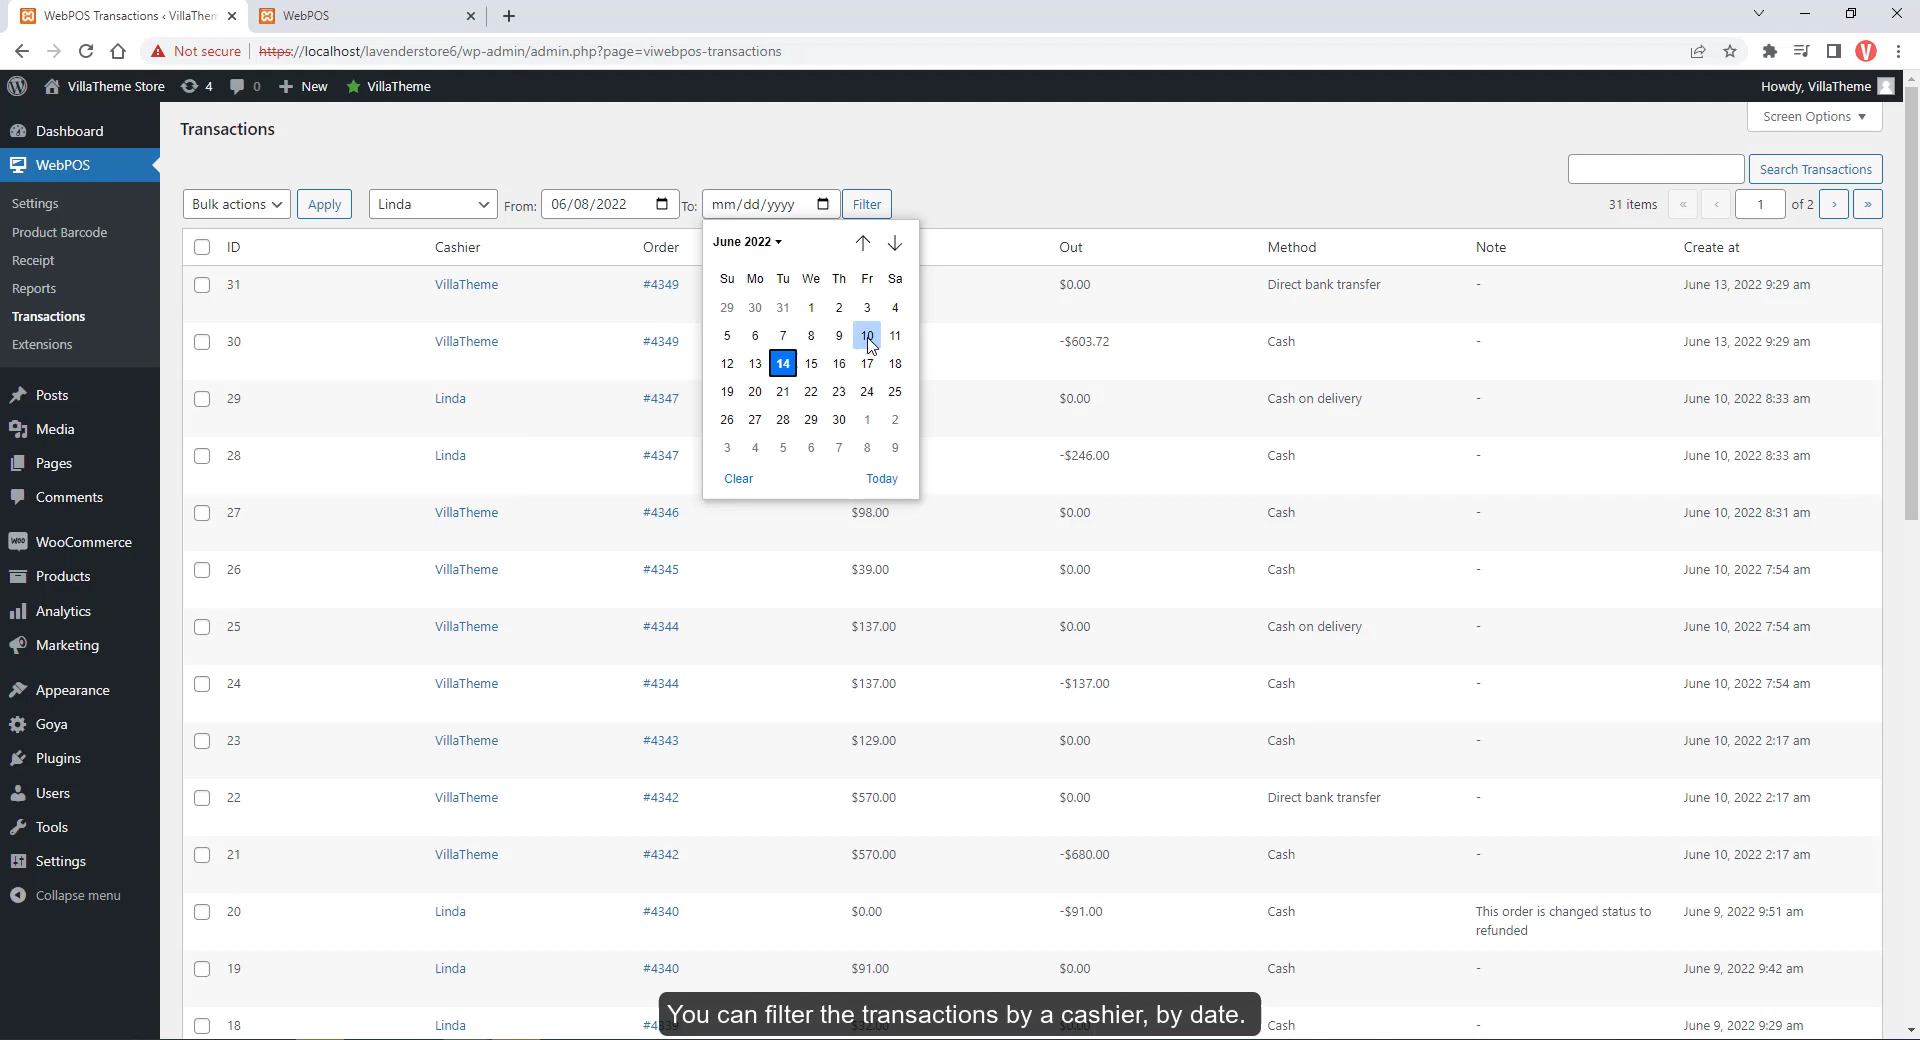 WebPOS Transactions ‹ VillaThem
WebPOS
Not secure https://localhost/lavenderstore6/wp-admin/admin.php?page=viwebpos-transactions
VillaTheme Store 4 0 New VillaTheme Howdy, VillaTheme
Dashboard
WebPOS
Settings
Product Barcode
Receipt
Reports
Transactions
Extensions
Posts
Media
Pages
Comments
WooCommerce
Products
Analytics
Marketing
Appearance
Goya
Plugins
Users
Tools
Settings
Collapse menu
Transactions
Screen Options
Search Transactions
Bulk actions Apply Linda From: 06/08/2022 To: mm/dd/yyyy Filter 31 items « ‹ 1 of 2 › »
June 2022
Su Mo Tu We Th Fr Sa
29 30 31 1 2 3 4
5 6 7 8 9 10 11
12 13 14 15 16 17 18
19 20 21 22 23 24 25
26 27 28 29 30 1 2
3 4 5 6 7 8 9
Clear Today
ID Cashier Order Out Method Note Create at
31 VillaTheme #4349 $0.00 Direct bank transfer - June 13, 2022 9:29 am
30 VillaTheme #4349 -$603.72 Cash - June 13, 2022 9:29 am
29 Linda #4347 $0.00 Cash on delivery - June 10, 2022 8:33 am
28 Linda #4347 -$246.00 Cash - June 10, 2022 8:33 am
27 VillaTheme #4346 $98.00 $0.00 Cash - June 10, 2022 8:31 am
26 VillaTheme #4345 $39.00 $0.00 Cash - June 10, 2022 7:54 am
25 VillaTheme #4344 $137.00 $0.00 Cash on delivery - June 10, 2022 7:54 am
24 VillaTheme #4344 $137.00 -$137.00 Cash - June 10, 2022 7:54 am
23 VillaTheme #4343 $129.00 $0.00 Cash - June 10, 2022 2:17 am
22 VillaTheme #4342 $570.00 $0.00 Direct bank transfer - June 10, 2022 2:17 am
21 VillaTheme #4342 $570.00 -$680.00 Cash - June 10, 2022 2:17 am
20 Linda #4340 $0.00 -$91.00 Cash This order is changed status to June 9, 2022 9:51 am
refunded
19 Linda #4340 $91.00 $0.00 Cash - June 9, 2022 9:42 am
18 Linda Cash - June 9, 2022 9:29 am
You can filter the transactions by a cashier, by date.